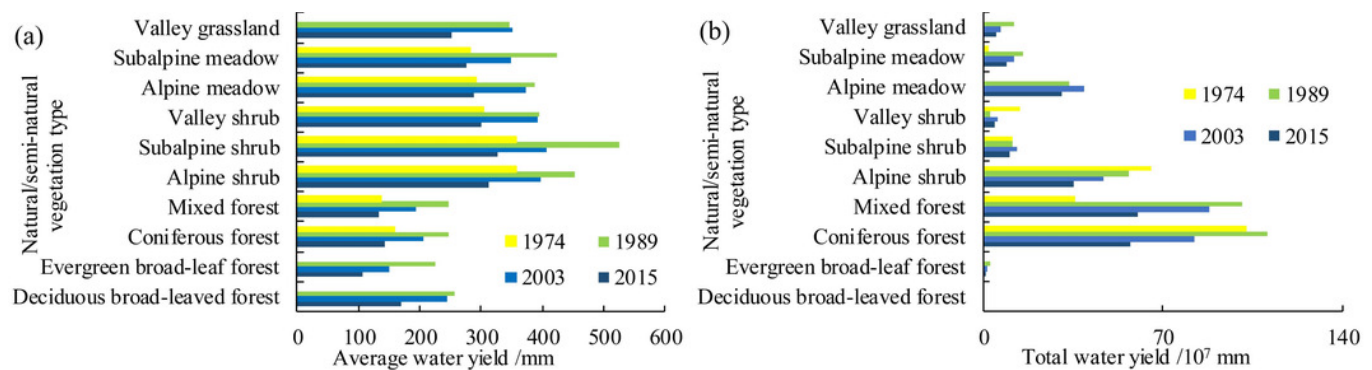 (a)
Natural/semi-natural
vegetation type
Valley grassland
Subalpine meadow
Alpine meadow
Valley shrub
Subalpine shrub
Alpine shrub
Mixed forest
Coniferous forest
Evergreen broad-leaf forest
Deciduous broad-leaved forest
1974 1989
2003 2015
0 100 200 300 400 500 600
Average water yield /mm
(b)
Natural/semi-natural
vegetation type
Valley grassland
Subalpine meadow
Alpine meadow
Valley shrub
Subalpine shrub
Alpine shrub
Mixed forest
Coniferous forest
Evergreen broad-leaf forest
Deciduous broad-leaved forest
1974 1989
2003 2015
0 70 140
Total water yield /10⁷ mm